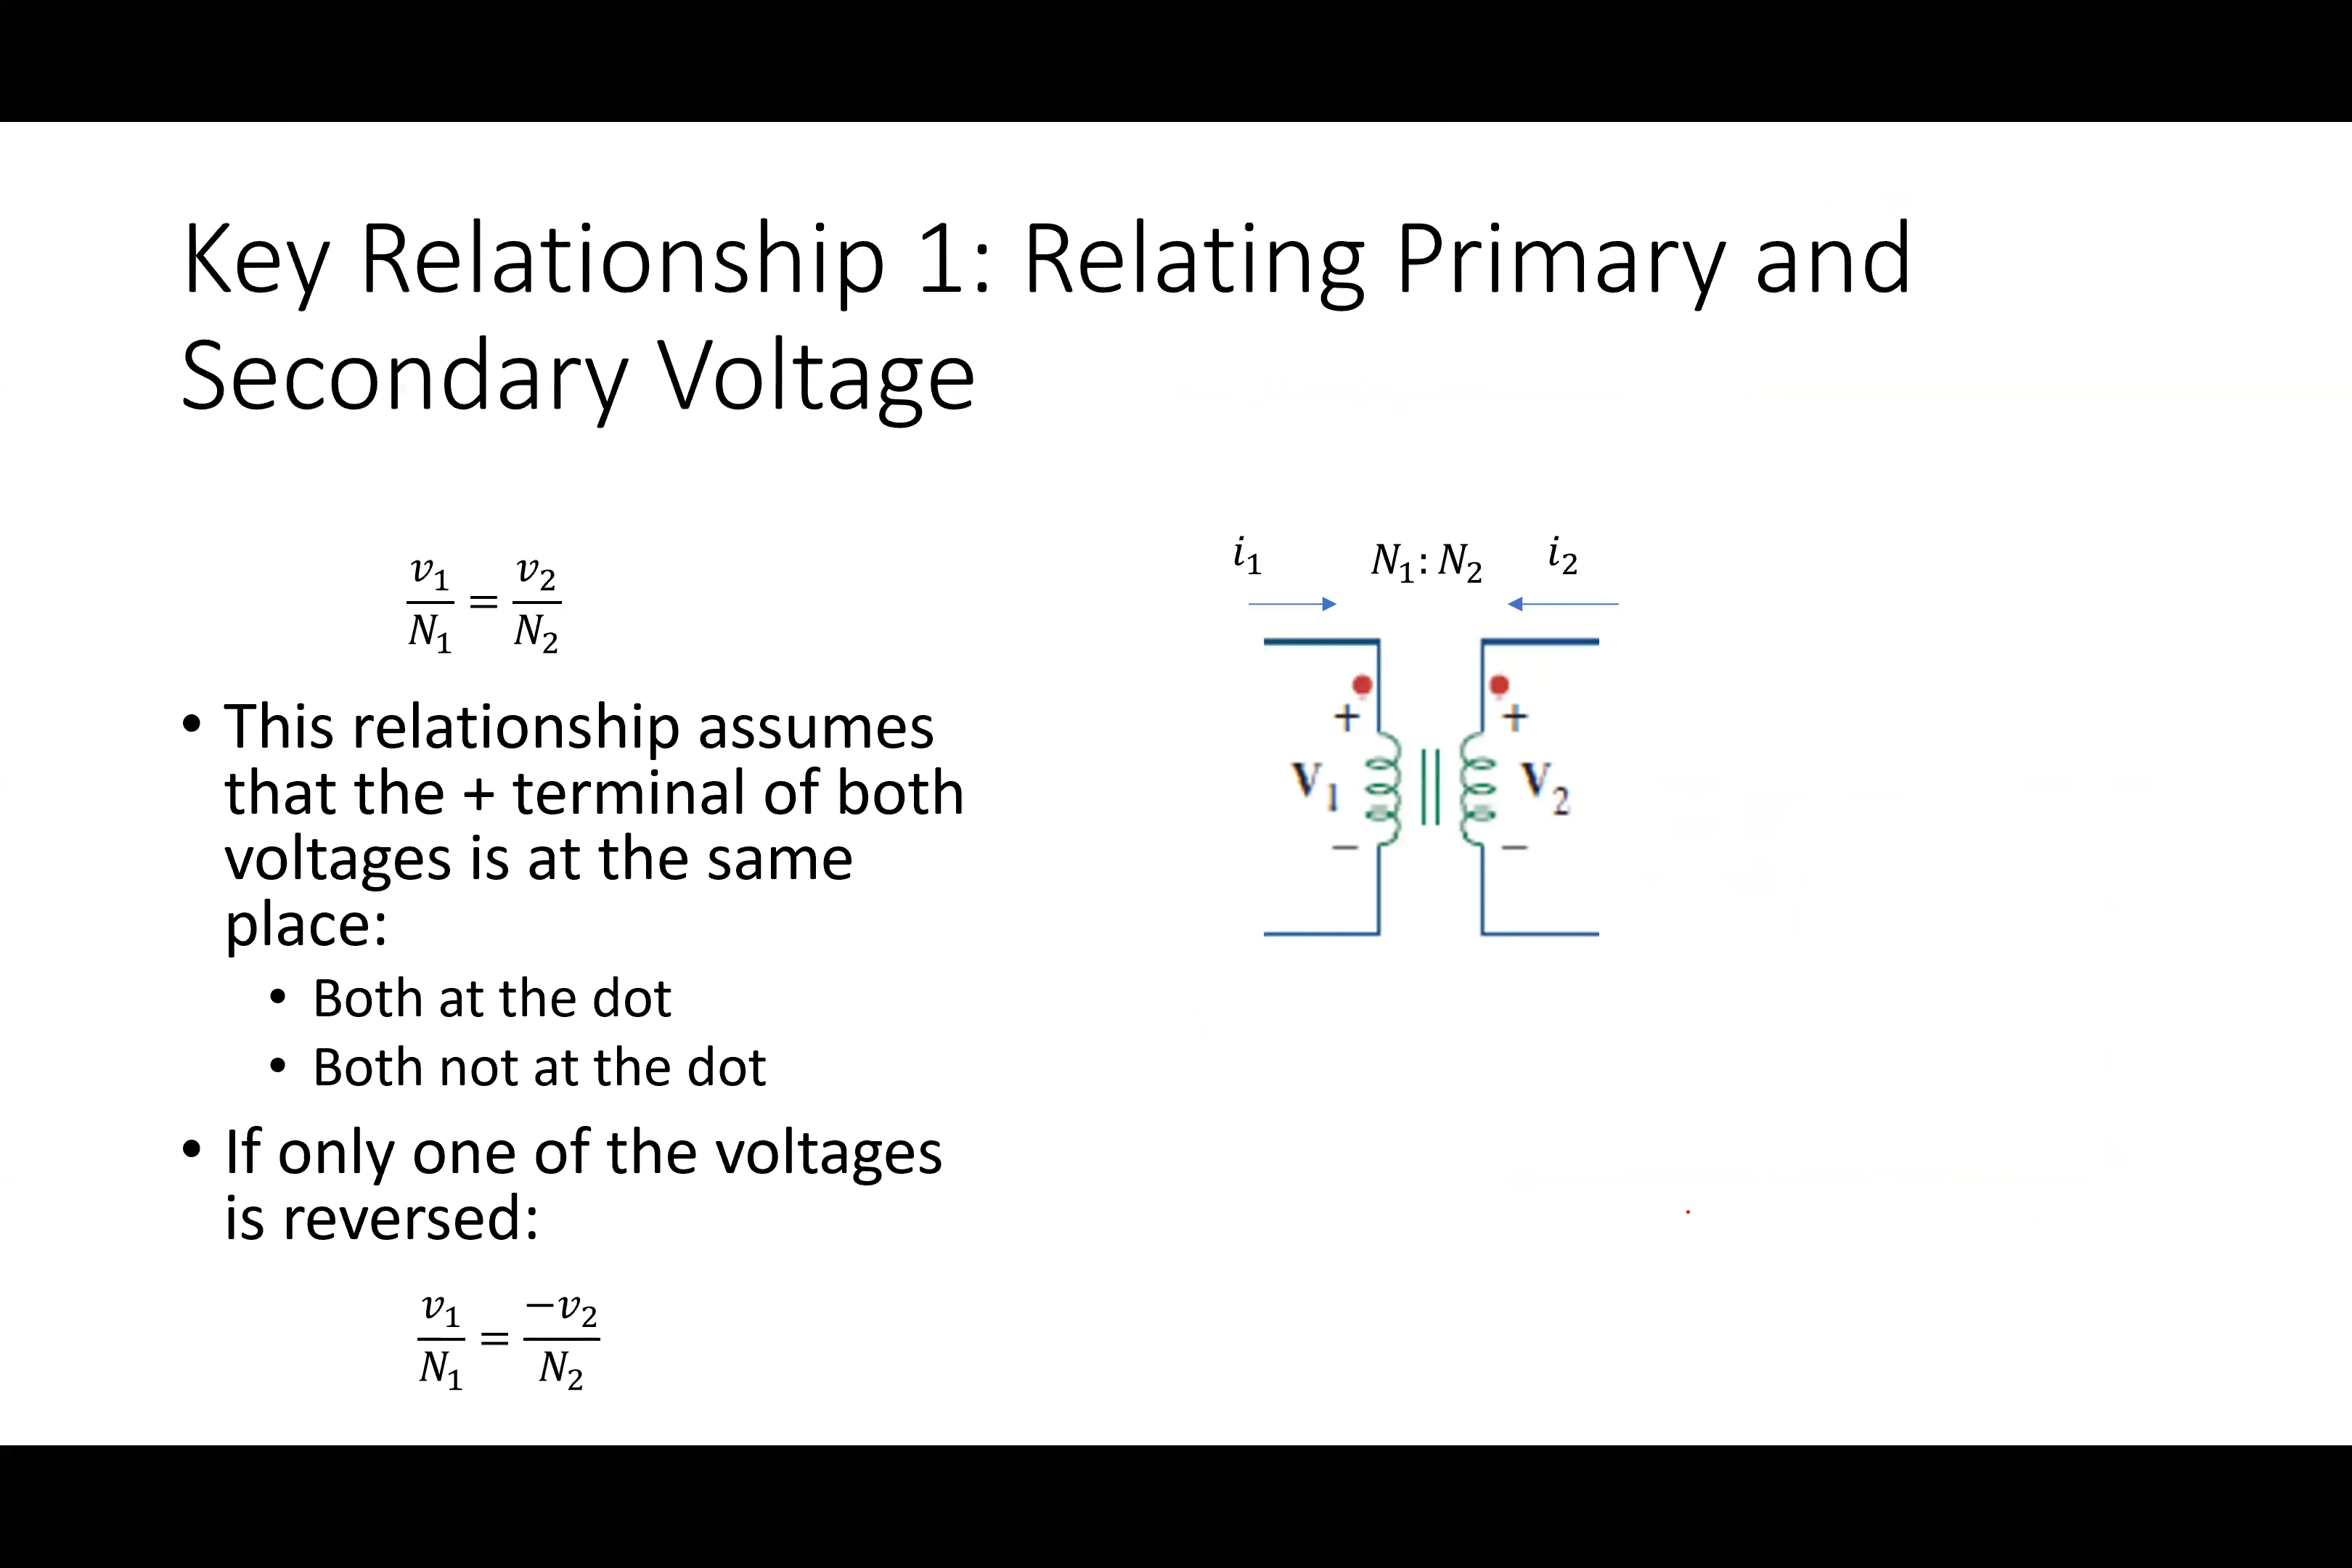 Key Relationship 1: Relating Primary and
Secondary Voltage
v₁/N₁ = v₂/N₂
• This relationship assumes
that the + terminal of both
voltages is at the same
place:
• Both at the dot
• Both not at the dot
• If only one of the voltages
is reversed:
v₁/N₁ = −v₂/N₂
i₁ N₁: N₂ i₂
+ +
V₁ V₂
− −